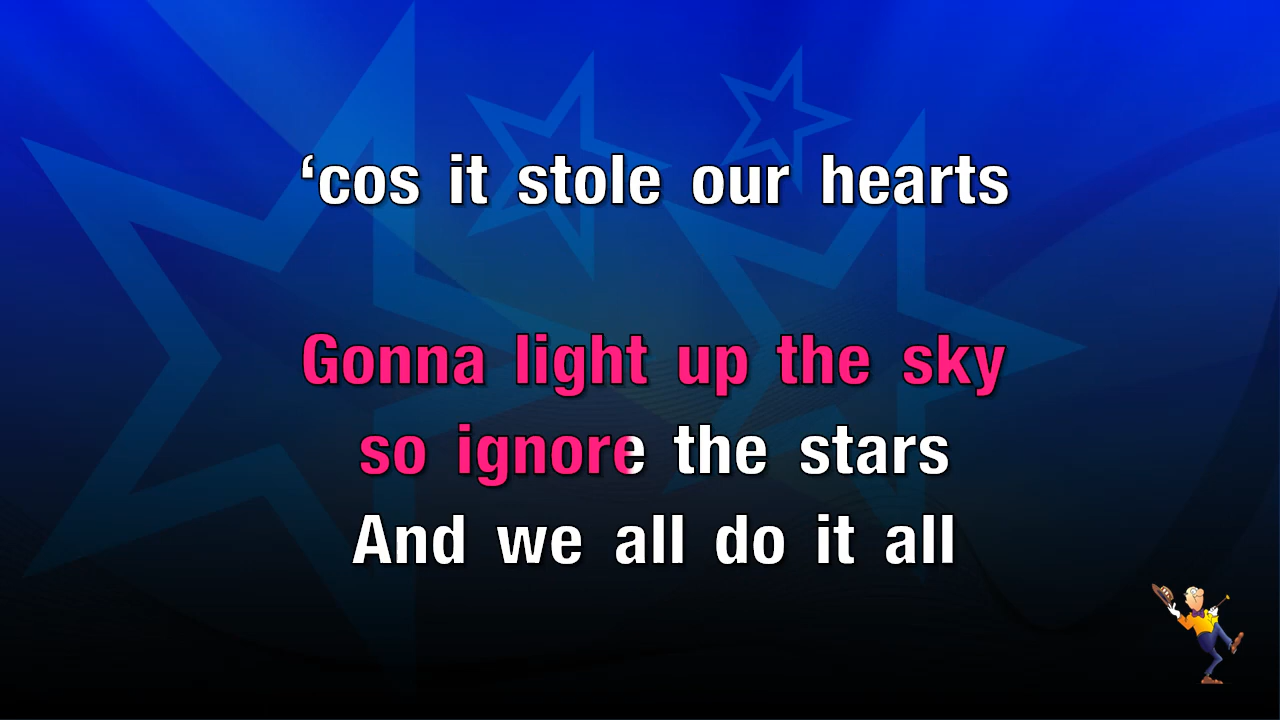 ‘cos it stole our hearts
Gonna light up the sky
so ignore the stars
And we all do it all